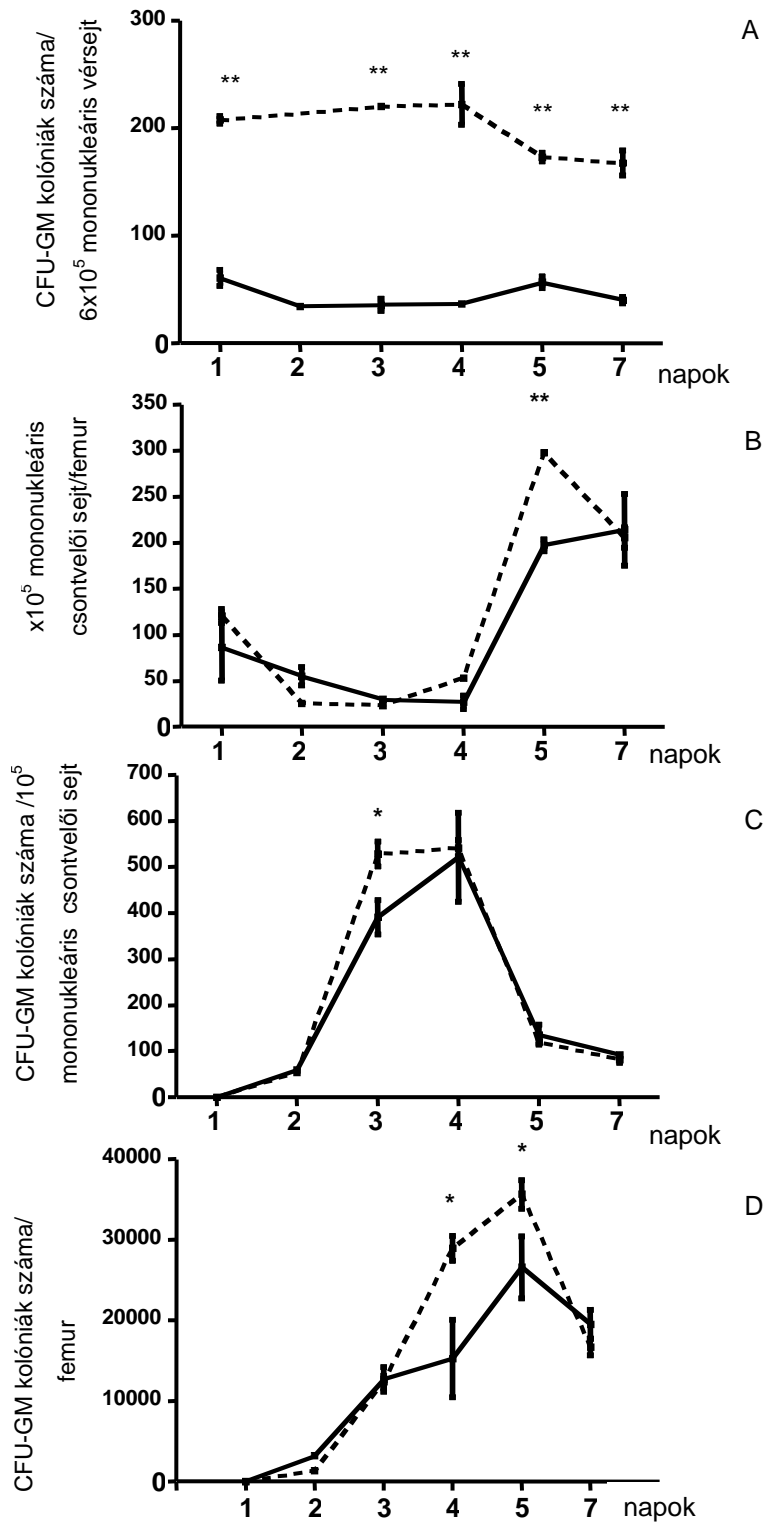 A
CFU-GM kolóniák száma/
6x10⁵ mononukleáris vérsejt
300
200
100
0
** ** ** ** **
1 2 3 4 5 7
napok
B
x10⁵ mononukleáris
csontvelői sejt/femur
350
300
250
200
150
100
50
0
**
1 2 3 4 5 7
napok
C
CFU-GM kolóniák száma /10⁵
mononukleáris csontvelői sejt
700
600
500
400
300
200
100
0
*
1 2 3 4 5 7
napok
D
CFU-GM kolóniák száma/
femur
40000
30000
20000
10000
0
* *
1 2 3 4 5 7
napok